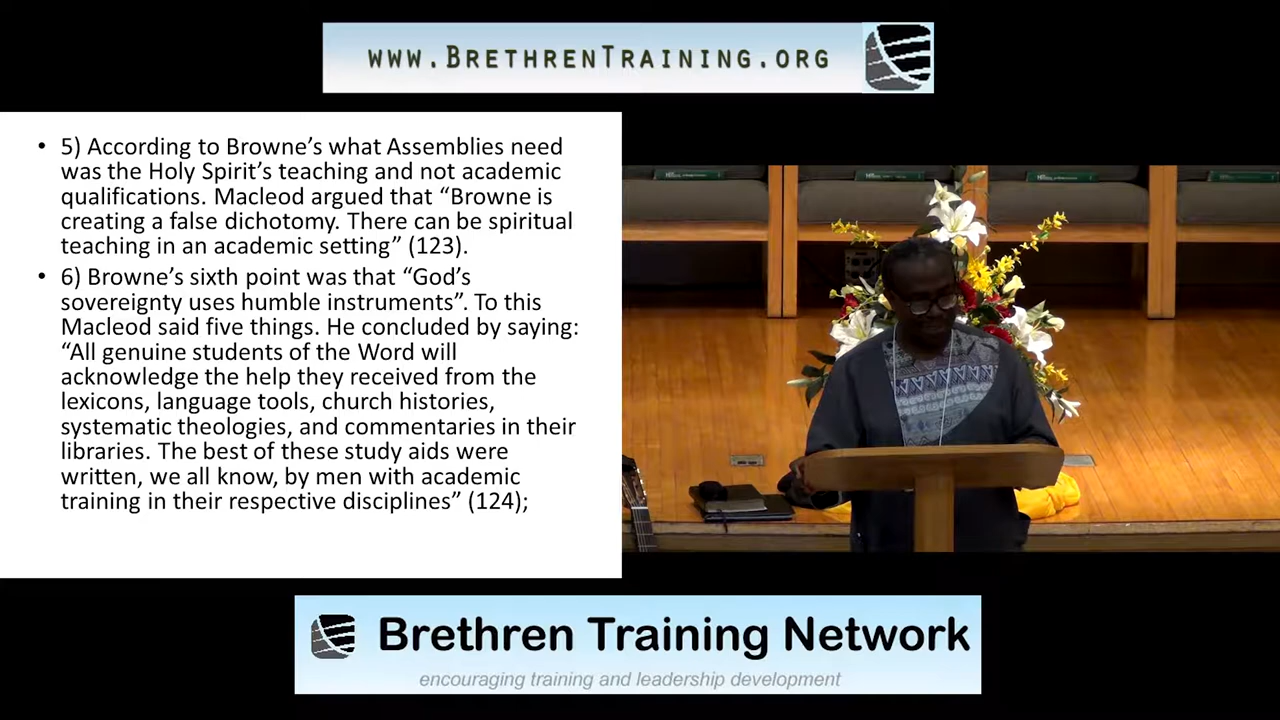 www.BrethrenTraining.org
• 5) According to Browne’s what Assemblies need
was the Holy Spirit’s teaching and not academic
qualifications. Macleod argued that “Browne is
creating a false dichotomy. There can be spiritual
teaching in an academic setting” (123).
• 6) Browne’s sixth point was that “God’s
sovereignty uses humble instruments”. To this
Macleod said five things. He concluded by saying:
“All genuine students of the Word will
acknowledge the help they received from the
lexicons, language tools, church histories,
systematic theologies, and commentaries in their
libraries. The best of these study aids were
written, we all know, by men with academic
training in their respective disciplines” (124);
Brethren Training Network
encouraging training and leadership development